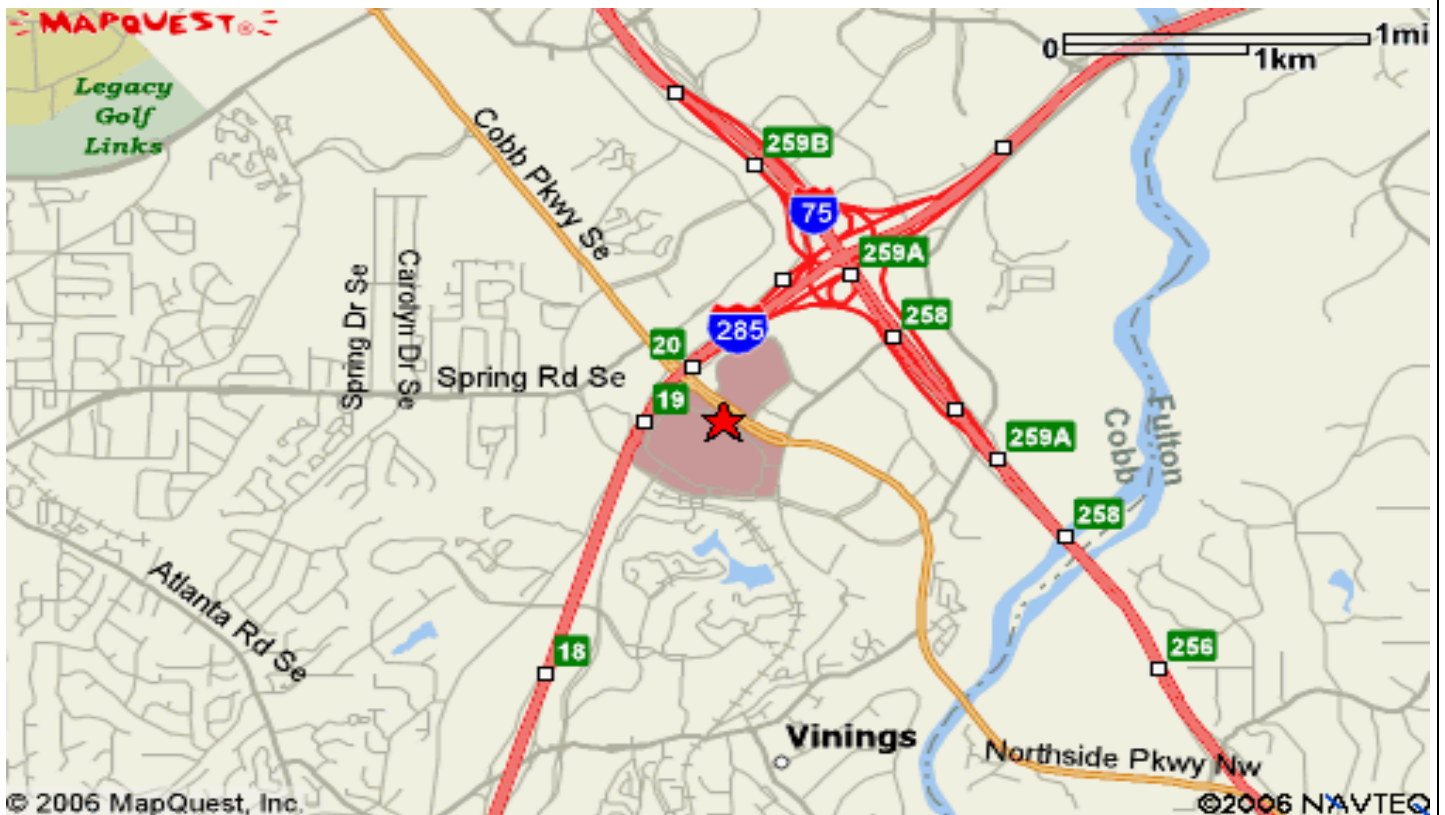 MAPQUEST®
0
1mi
1km
Legacy
Golf
Links
Cobb Pkwy Se
259B
75
259A
258
285
20
Spring Dr Se
Carolyn Dr Se
Spring Rd Se
19
259A
Cobb
Fulton
258
Atlanta Rd Se
18
256
Vinings
Northside Pkwy Nw
© 2006 MapQuest, Inc.
©2006 NAVTEQ